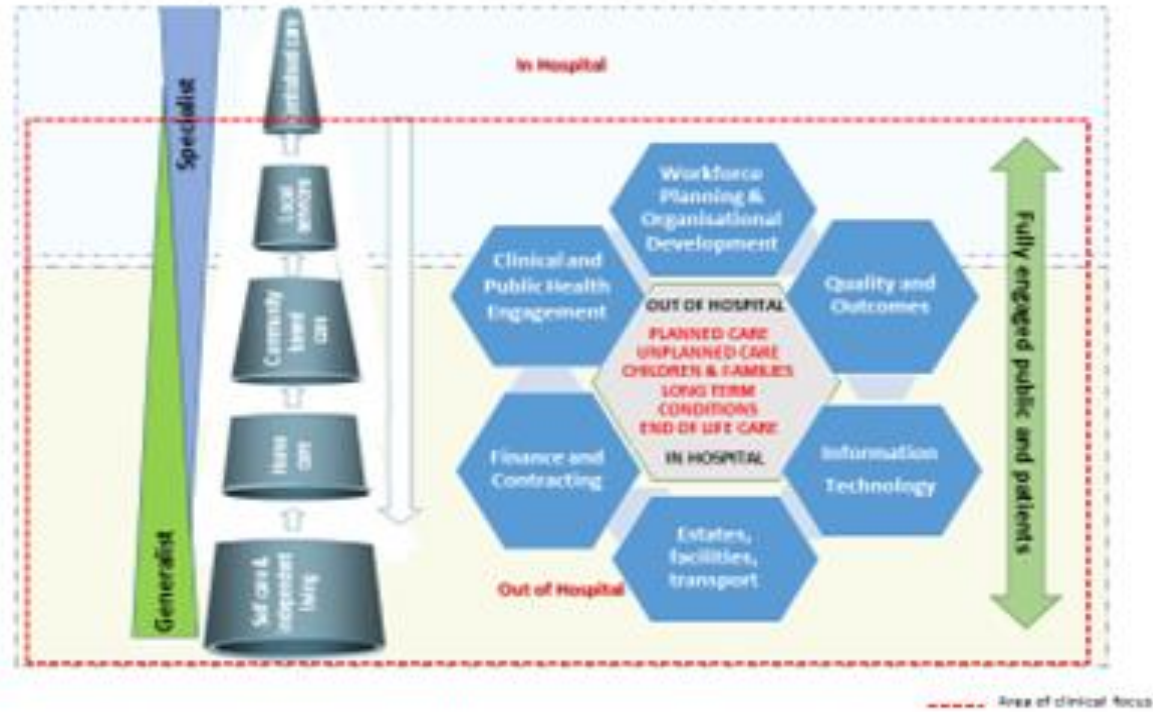 In Hospital
Specialist
Generalist
Local
services
Community
based
care
Home
care
Self care &
independent
living
Workforce
Planning &
Organisational
Development
Clinical and
Public Health
Engagement
Quality and
Outcomes
OUT OF HOSPITAL
PLANNED CARE
UNPLANNED CARE
CHILDREN & FAMILIES
LONG TERM
CONDITIONS
END OF LIFE CARE
IN HOSPITAL
Finance and
Contracting
Information
Technology
Estates,
facilities,
transport
Out of Hospital
Fully engaged public and patients
Area of clinical focus